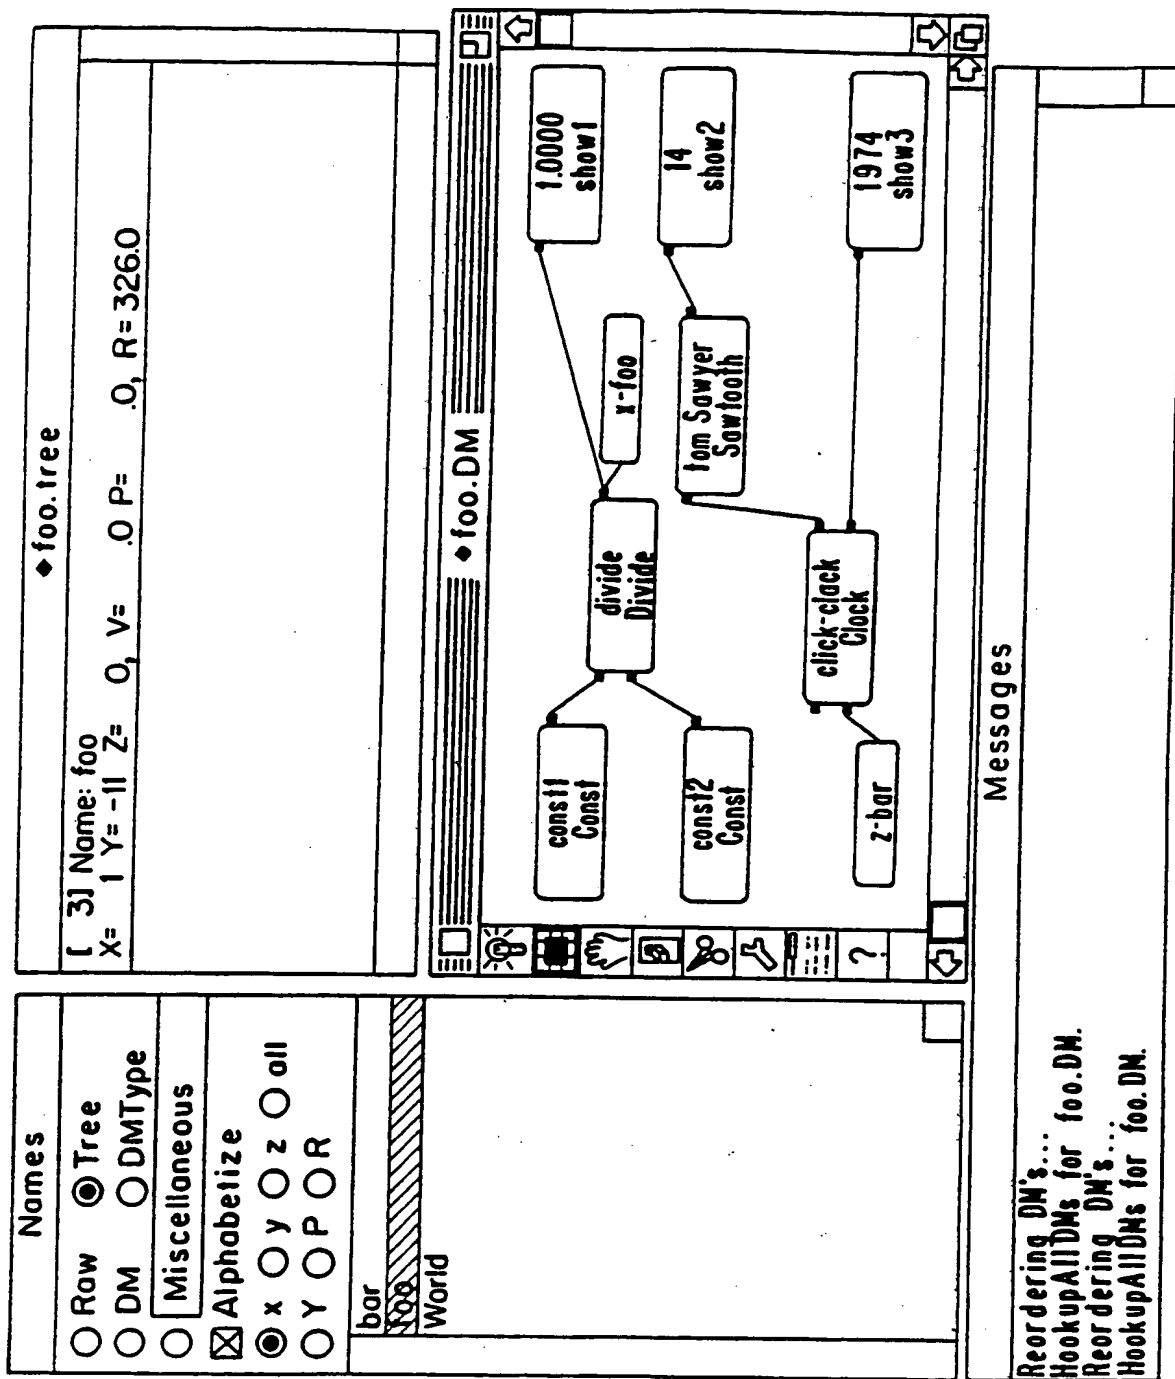 Names
Raw Tree
DM DMType
Miscellaneous
Alphabetize
x y z all
Y P R
bar
foo
World
◆foo.tree
[ 3] Name: foo
X= 1 Y= -11 Z= 0, V= .0 P= .0, R= 326.0
◆foo.DM
?
const1
Const
const2
Const
z-bar
divide
Divide
click-clack
Clock
x-foo
tom Sawyer
Sawtooth
1.0000
show1
14
show2
1974
show3
Messages
Reordering DM's...
HookupAllDMs for foo.DM.
Reordering DM's...
HookupAllDMs for foo.DM.